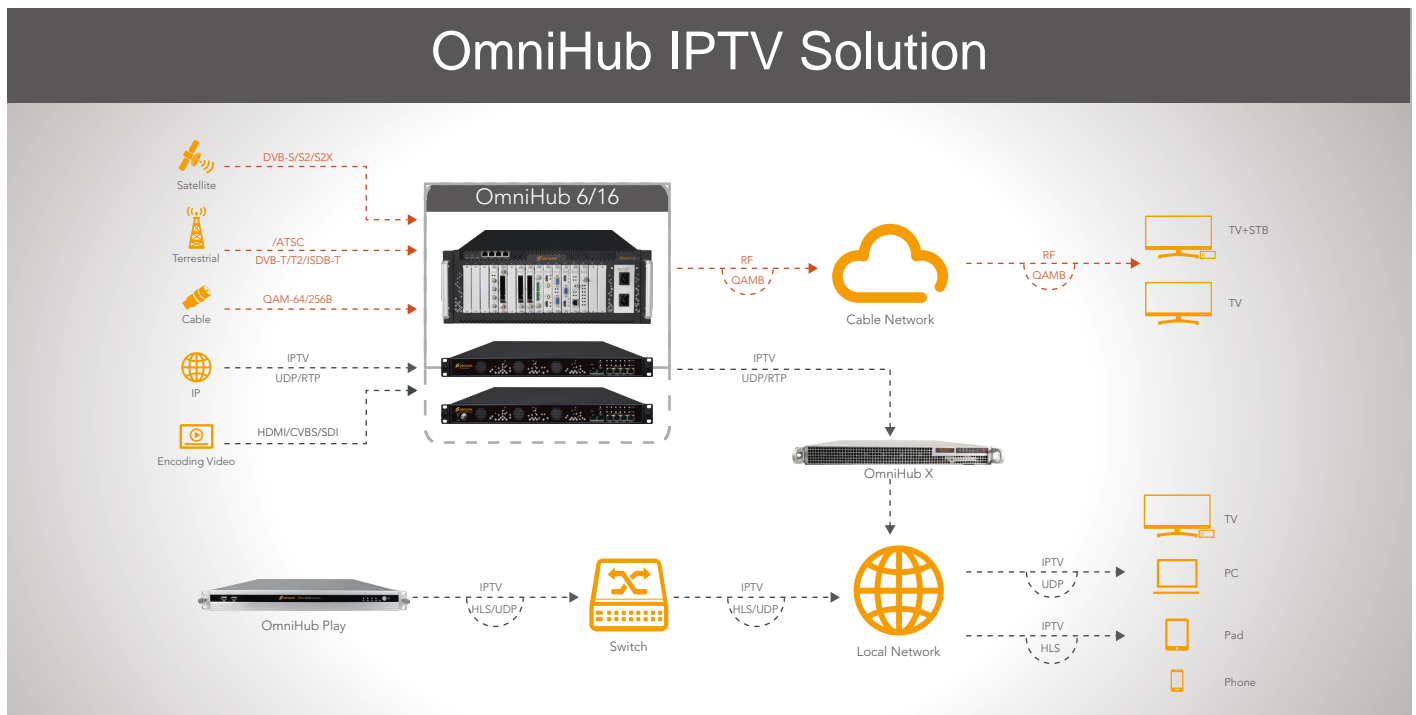 OmniHub IPTV Solution
DVB-S/S2/S2X
Satellite
OmniHub 6/16
/ATSC
Terrestrial
DVB-T/T2/ISDB-T
QAM-64/256B
Cable
IPTV
UDP/RTP
IP
HDMI/CVBS/SDI
Encoding Video
RF
QAMB
Cable Network
RF
QAMB
TV+STB
TV
IPTV
UDP/RTP
OmniHub X
OmniHub Play
IPTV
HLS/UDP
Switch
IPTV
HLS/UDP
Local Network
IPTV
UDP
IPTV
HLS
TV
PC
Pad
Phone